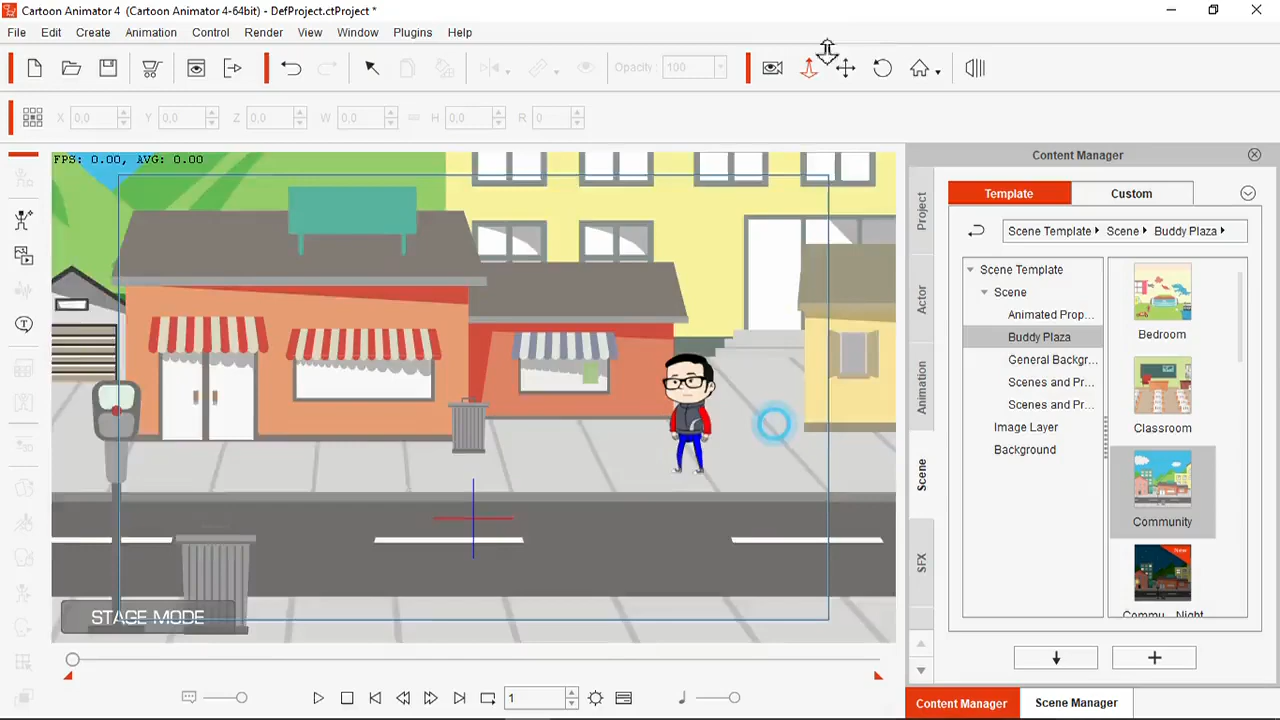 Cartoon Animator 4 (Cartoon Animator 4-64bit) - DefProject.ctProject *
File Edit Create Animation Control Render View Window Plugins Help
Opacity : 100
X 0,0 Y 0,0 Z 0,0 W 0,0 H 0,0 R 0
FPS: 0.00, AVG: 0.00
STAGE MODE
1
Content Manager
Template Custom
Scene Template Scene Buddy Plaza
Project
Actor
Animation
Scene
SFX
Scene Template
Scene
Animated Prop...
Buddy Plaza
General Backgr...
Scenes and Pr...
Scenes and Pr...
Image Layer
Background
Bedroom
Classroom
Community
New
Commu...Night
Content Manager Scene Manager